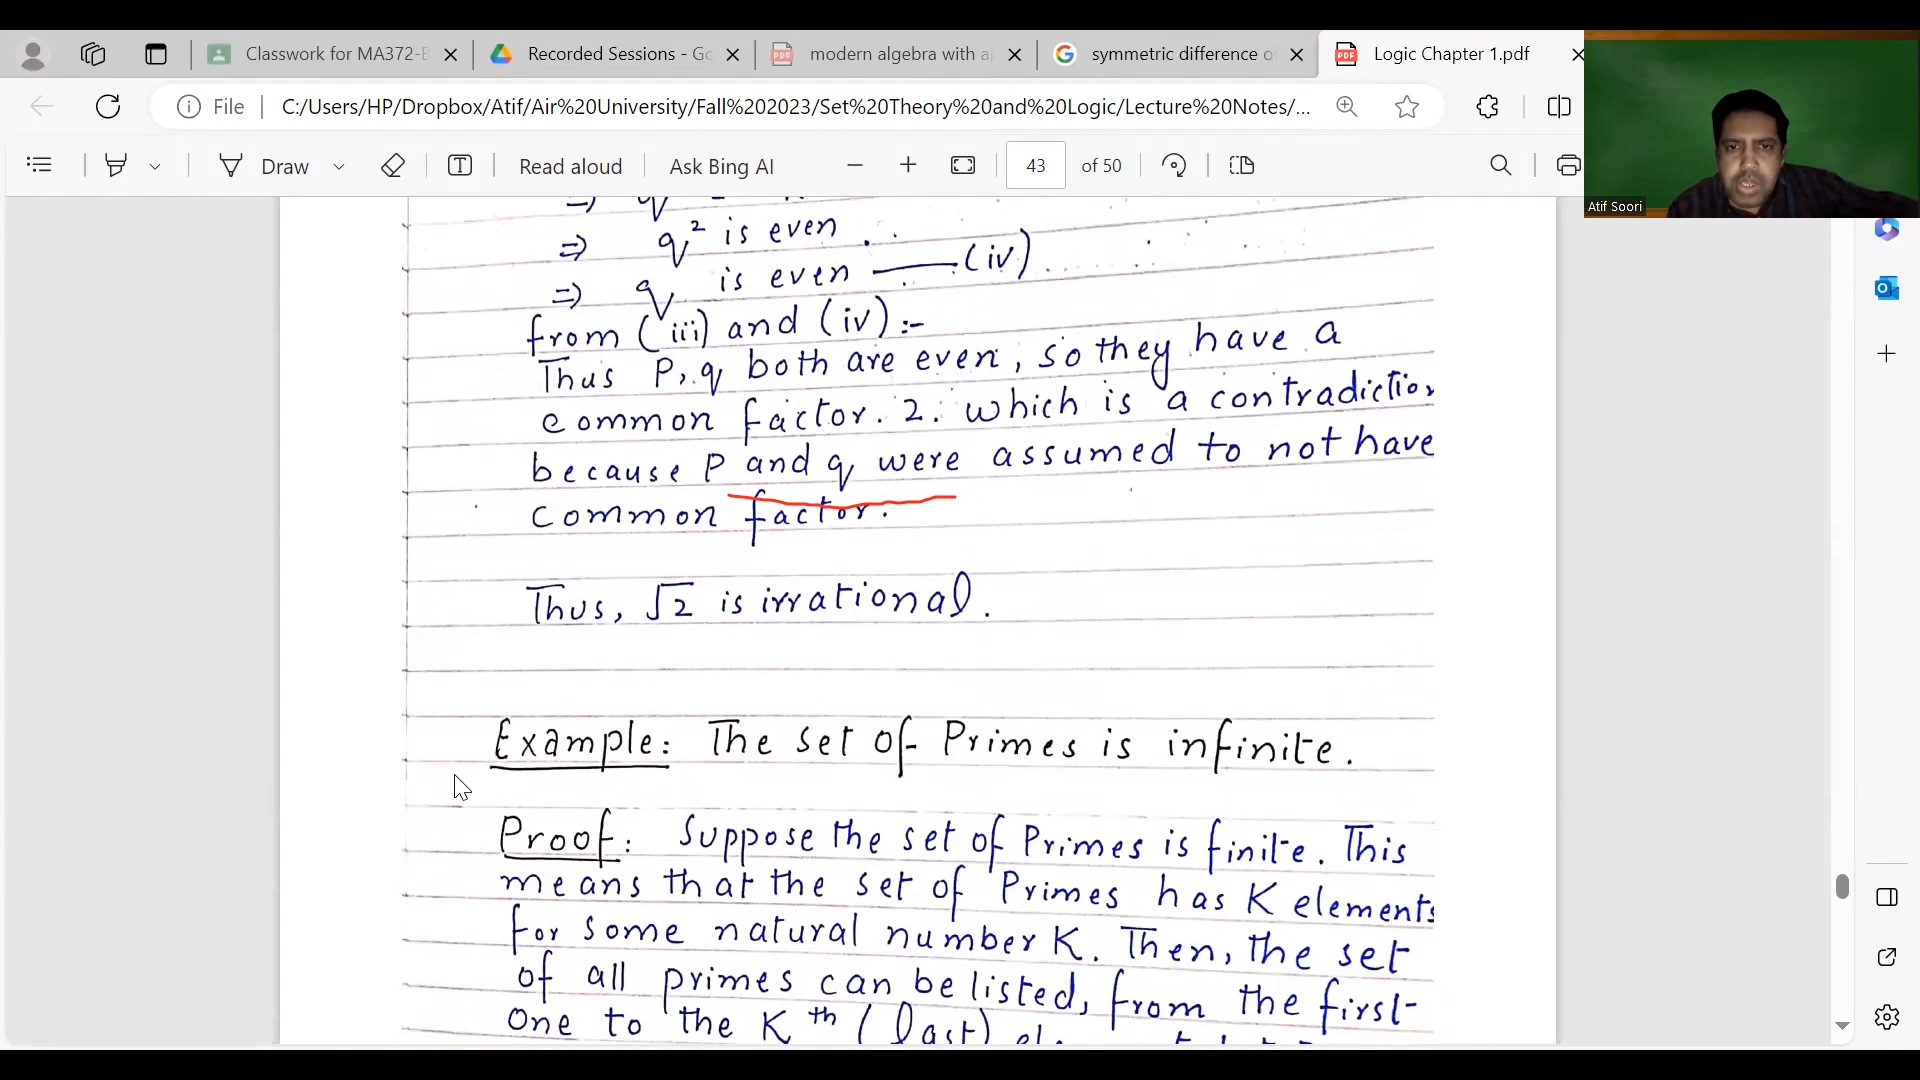 Classwork for MA372-B
Recorded Sessions - Go
modern algebra with a
symmetric difference of
Logic Chapter 1.pdf
File
C:/Users/HP/Dropbox/Atif/Air%20University/Fall%202023/Set%20Theory%20and%20Logic/Lecture%20Notes/...
Draw
Read aloud
Ask Bing AI
43
of 50
Atif Soori
⇒ q² is even
⇒ q is even ——(iv)
from (iii) and (iv) :-
Thus P, q both are even, so they have a
common factor. 2. which is a contradiction
because P and q were assumed to not have
common factor.
Thus, √2 is irrational.
Example: The set of Primes is infinite.
Proof: Suppose the set of Primes is finite. This
means that the set of Primes has K elements
for some natural number K. Then, the set
of all primes can be listed, from the first
one to the Kth (last)